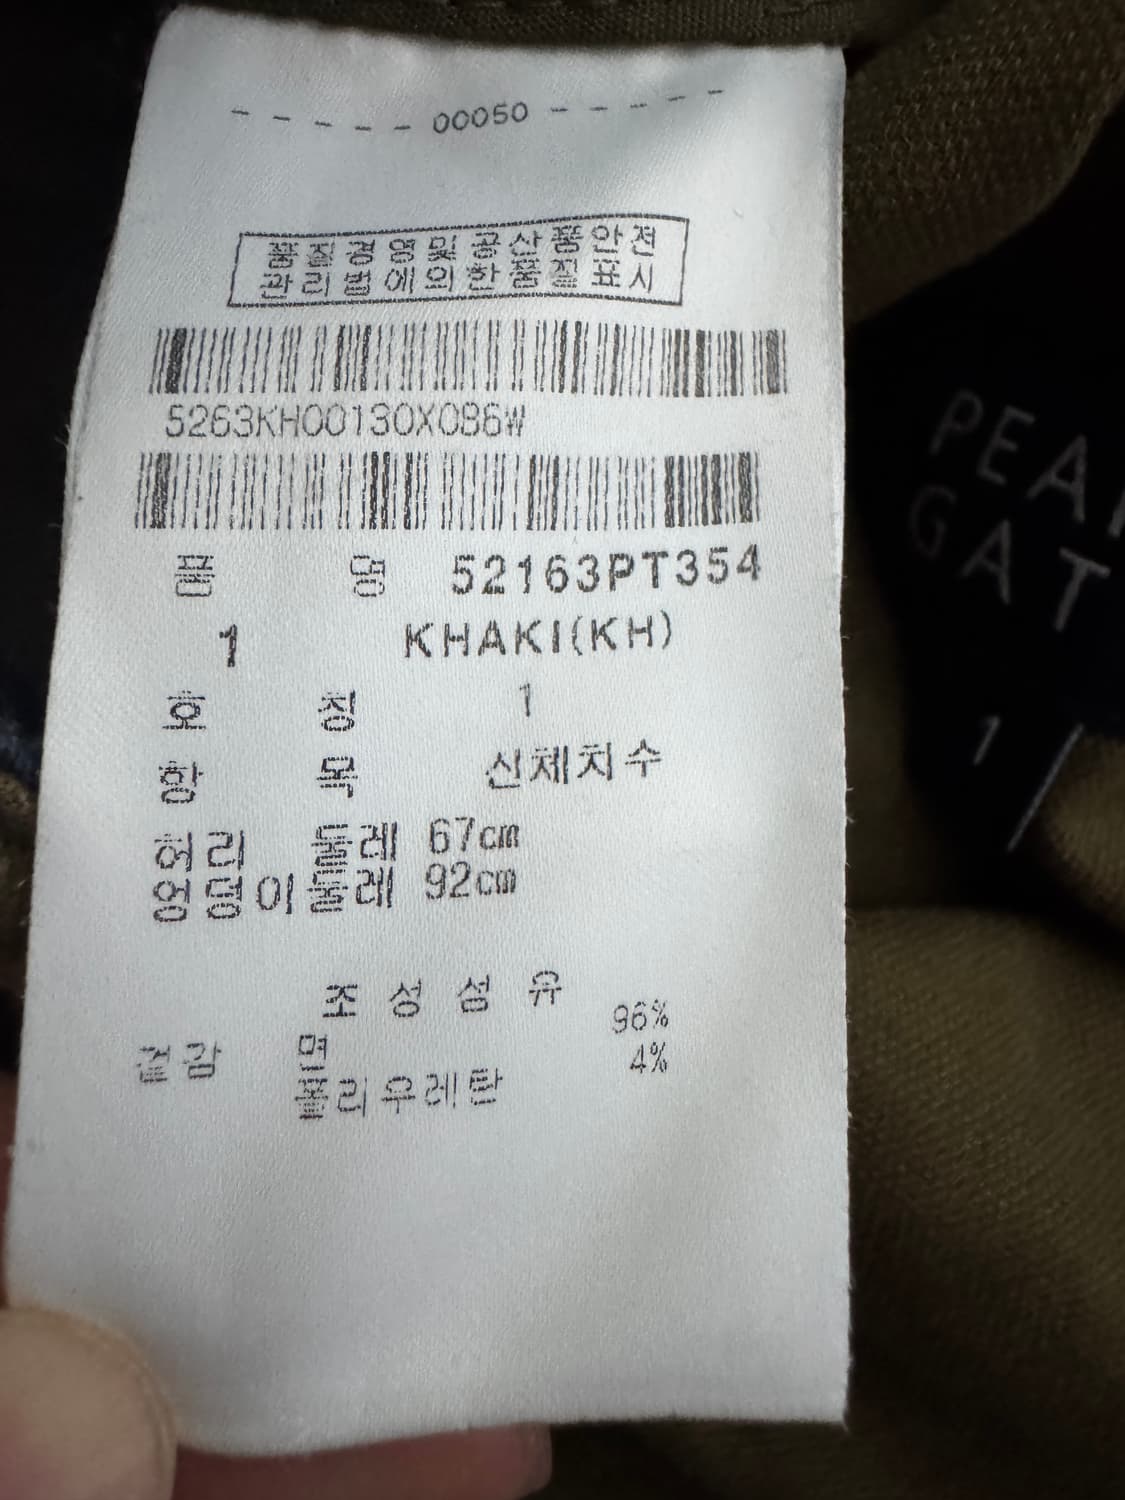 - - - - - 00050 - - - - -
품질경영및 공산품안전
관리법에의한품질표시
5263KH00130X086W
품 명 52163PT354
1 KHAKI(KH)
호 칭 1
항 목 신체치수
허리 둘레 67cm
엉덩이둘레 92cm
조성섬유
겉감 면 96%
폴리우레탄 4%
PEA
GAT
1